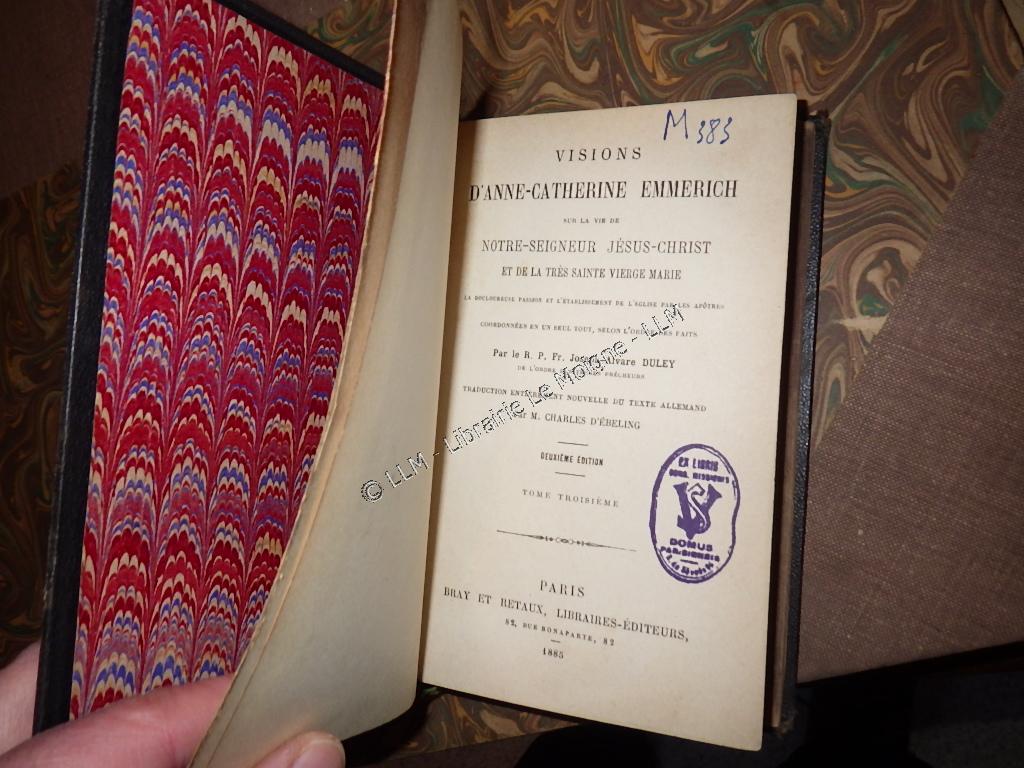 M 383
VISIONS
D'ANNE-CATHERINE EMMERICH
SUR LA VIE DE
NOTRE-SEIGNEUR JÉSUS-CHRIST
ET DE LA TRÈS SAINTE VIERGE MARIE
LA DOULOUREUSE PASSION ET L'ÉTABLISSEMENT DE L'ÉGLISE PAR LES APÔTRES
COORDONNÉES EN UN SEUL TOUT, SELON L'ORDRE DES FAITS
Par le R. P. Fr. Joseph-Alvare DULEY
DE L'ORDRE PRÊCHEURS
TRADUCTION ENTIÈREMENT NOUVELLE DU TEXTE ALLEMAND
Par M. CHARLES D'ÉBELING
DEUXIÈME ÉDITION
TOME TROISIÈME
EX LIBRIS
DOMUS
PARISIENSIS
PARIS
BRAY ET RETAUX, LIBRAIRES-ÉDITEURS,
82, RUE BONAPARTE, 82
1885
© LLM - Librairie Le Moigne - LLM